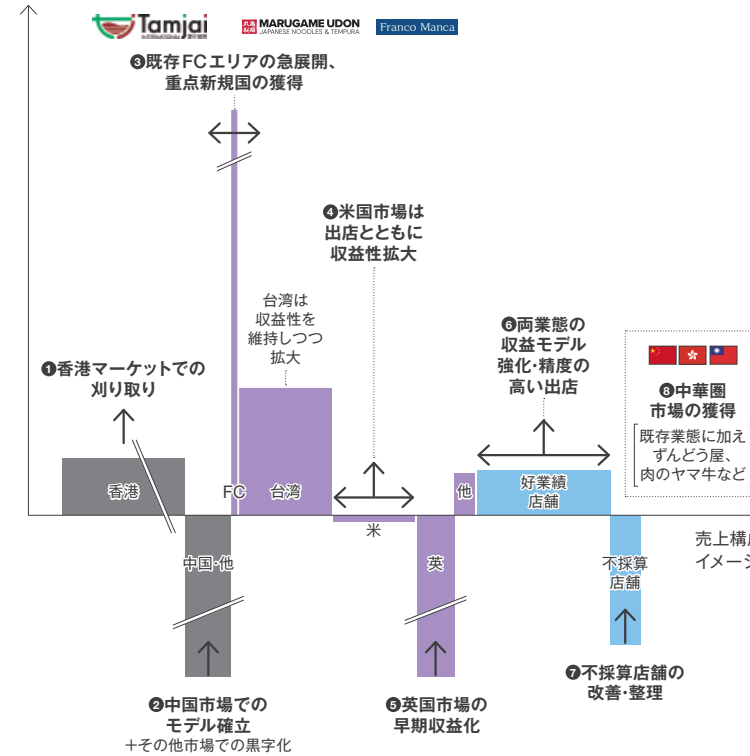 Tamjai
丸亀製麺
MARUGAME UDON
JAPANESE NOODLES & TEMPURA
Franco Manca
❸既存FCエリアの急展開、
重点新規国の獲得
❹米国市場は
出店とともに
収益性拡大
台湾は
収益性を
維持しつつ
拡大
❻両業態の
収益モデル
強化・精度の
高い出店
❶香港マーケットでの
刈り取り
❽中華圏
市場の獲得
既存業態に加え
ずんどう屋、
肉のヤマ牛など
香港
FC
台湾
他
好業績
店舗
米
売上構成
イメージ
中国・他
英
不採算
店舗
❷中国市場での
モデル確立
+その他市場での黒字化
❺英国市場の
早期収益化
❼不採算店舗の
改善・整理